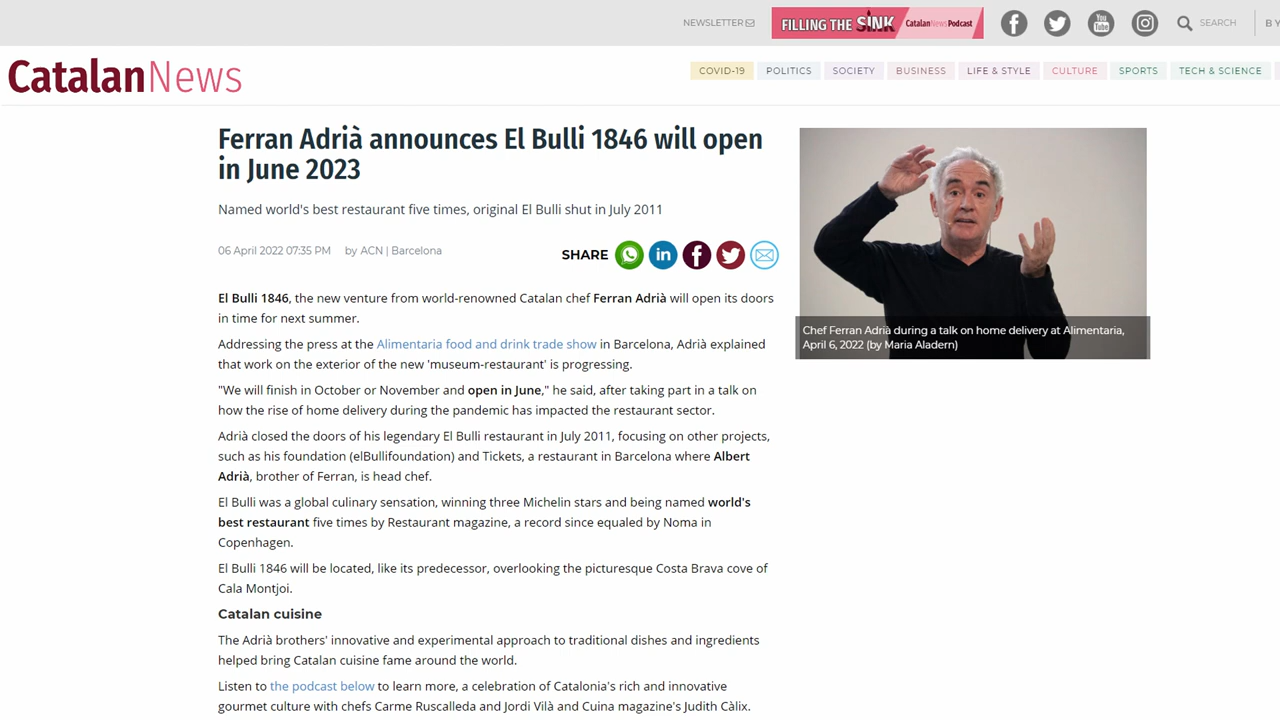 NEWSLETTER
FILLING THE SINK
CatalanNews Podcast
You Tube
SEARCH
CatalanNews
COVID-19
POLITICS
SOCIETY
BUSINESS
LIFE & STYLE
CULTURE
SPORTS
TECH & SCIENCE
Ferran Adrià announces El Bulli 1846 will open
in June 2023
Named world's best restaurant five times, original El Bulli shut in July 2011
06 April 2022 07:35 PM by ACN | Barcelona
SHARE
in
El Bulli 1846, the new venture from world-renowned Catalan chef Ferran Adrià will open its doors
in time for next summer.
Addressing the press at the Alimentaria food and drink trade show in Barcelona, Adrià explained
that work on the exterior of the new 'museum-restaurant' is progressing.
"We will finish in October or November and open in June," he said, after taking part in a talk on
how the rise of home delivery during the pandemic has impacted the restaurant sector.
Adrià closed the doors of his legendary El Bulli restaurant in July 2011, focusing on other projects,
such as his foundation (elBullifoundation) and Tickets, a restaurant in Barcelona where Albert
Adrià, brother of Ferran, is head chef.
El Bulli was a global culinary sensation, winning three Michelin stars and being named world's
best restaurant five times by Restaurant magazine, a record since equaled by Noma in
Copenhagen.
El Bulli 1846 will be located, like its predecessor, overlooking the picturesque Costa Brava cove of
Cala Montjoi.
Catalan cuisine
The Adrià brothers' innovative and experimental approach to traditional dishes and ingredients
helped bring Catalan cuisine fame around the world.
Listen to the podcast below to learn more, a celebration of Catalonia's rich and innovative
gourmet culture with chefs Carme Ruscalleda and Jordi Vilà and Cuina magazine's Judith Càlix.
Chef Ferran Adrià during a talk on home delivery at Alimentaria,
April 6, 2022 (by Maria Aladern)